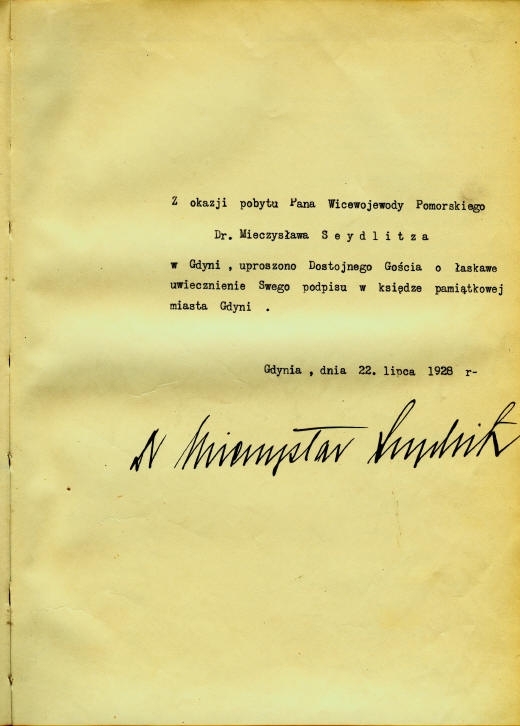 Z okazji pobytu Pana Wicewojewody Pomorskiego
Dr. Mieczysława Seydlitza
w Gdyni , uproszono Dostojnego Gościa o łaskawe
uwiecznienie Swego podpisu w księdze pamiątkowej
miasta Gdyni .
Gdynia , dnia 22. lipca 1928 r-
Dr Mieczysław Seydlitz